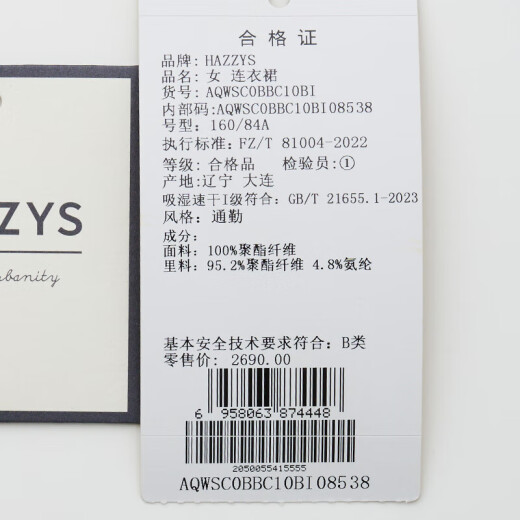 合格证
品牌: HAZZYS
品名: 女 连衣裙
货号: AQWSC0BBC10BI
内部码:AQWSC0BBC10BI08538
号型: 160/84A
执行标准: FZ/T 81004-2022
等级: 合格品 检验员:①
产地:辽宁 大连
吸湿速干I级符合: GB/T 21655.1-2023
风格: 通勤
成分:
面料: 100%聚酯纤维
里料: 95.2%聚酯纤维 4.8%氨纶
基本安全技术要求符合: B类
零售价: 2690.00
6 958063 874448
2050055415555
AQWSC0BBC10BI08538
ZYS
banity